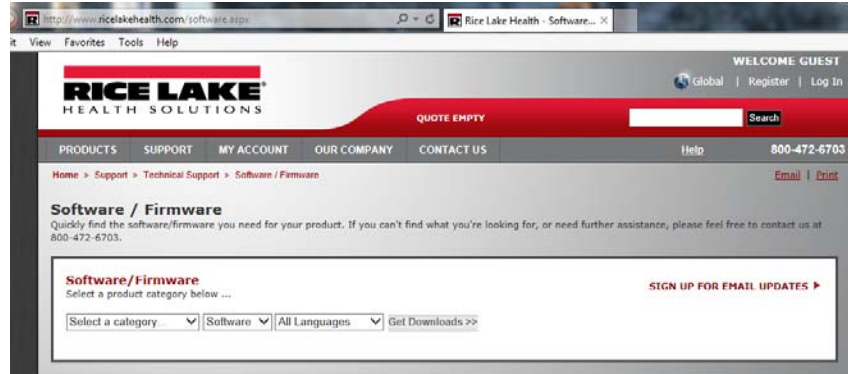 http://www.ricelakehealth.com/software.aspx
Rice Lake Health - Software...
View Favorites Tools Help
WELCOME GUEST
Global | Register | Log In
RICE LAKE
HEALTH SOLUTIONS
QUOTE EMPTY
Search
PRODUCTS SUPPORT MY ACCOUNT OUR COMPANY CONTACT US Help 800-472-6703
Home > Support > Technical Support > Software / Firmware
Email | Print
Software / Firmware
Quickly find the software/firmware you need for your product. If you can't find what you're looking for, or need further assistance, please feel free to contact us at
800-472-6703.
Software/Firmware
Select a product category below ...
SIGN UP FOR EMAIL UPDATES
Select a category... Software All Languages Get Downloads >>